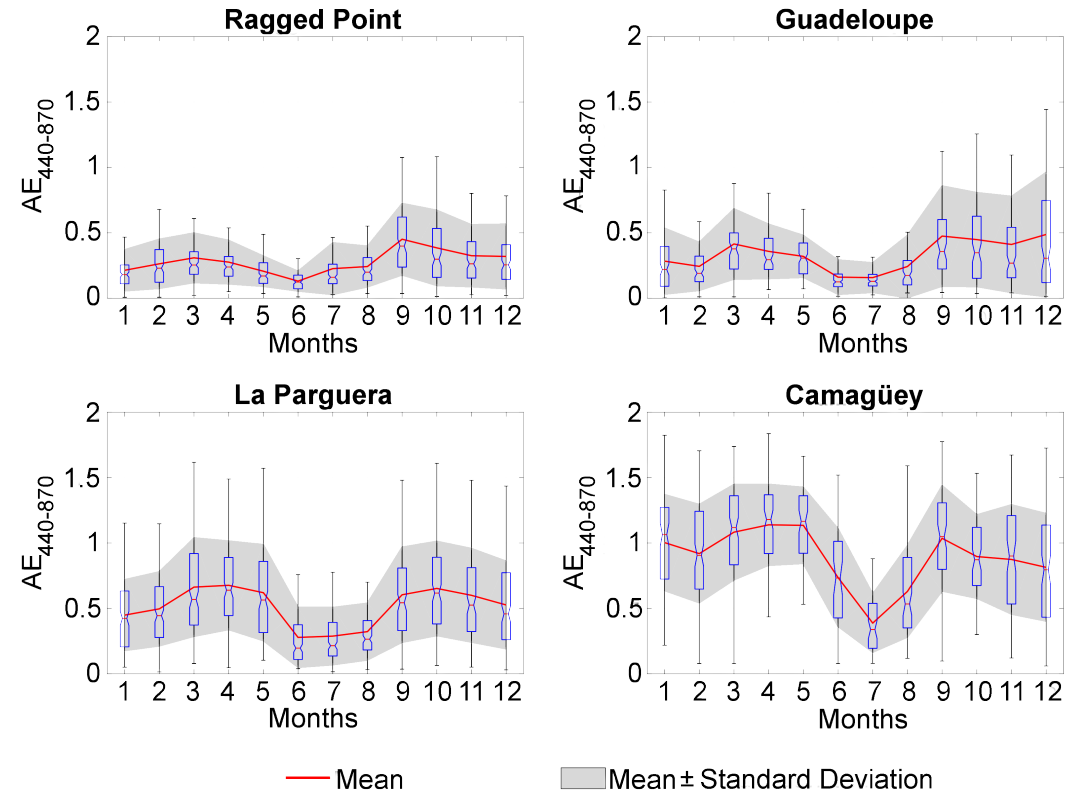 Ragged Point
AE440-870
2
1.5
1
0.5
0
1 2 3 4 5 6 7 8 9 10 11 12
Months
Guadeloupe
AE440-870
2
1.5
1
0.5
0
1 2 3 4 5 6 7 8 9 10 11 12
Months
La Parguera
AE440-870
2
1.5
1
0.5
0
1 2 3 4 5 6 7 8 9 10 11 12
Months
Camagüey
AE440-870
2
1.5
1
0.5
0
1 2 3 4 5 6 7 8 9 10 11 12
Months
Mean
Mean ± Standard Deviation